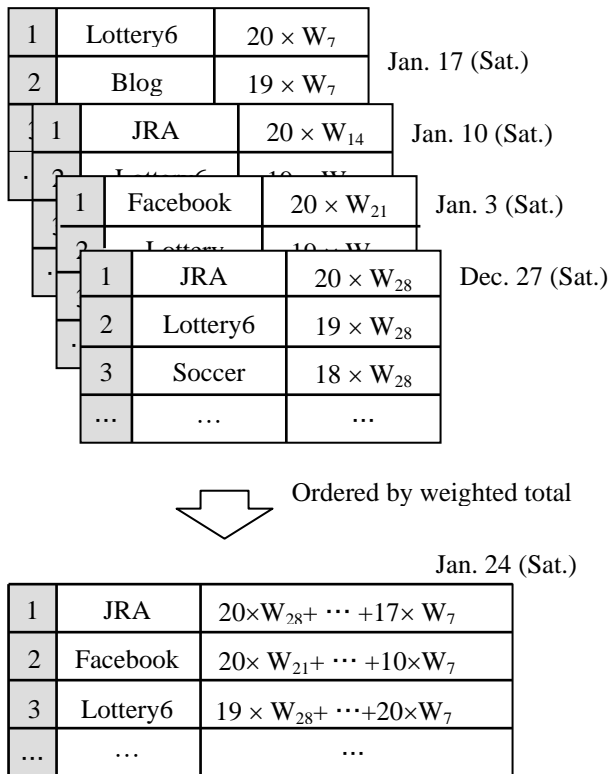 1 Lottery6 20 × W₇
Jan. 17 (Sat.)
2 Blog 19 × W₇
1 JRA 20 × W₁₄
Jan. 10 (Sat.)
2
1 Facebook 20 × W₂₁
Jan. 3 (Sat.)
2 Lottery
1 JRA 20 × W₂₈
Dec. 27 (Sat.)
2 Lottery6 19 × W₂₈
3 Soccer 18 × W₂₈
… … …
Ordered by weighted total
Jan. 24 (Sat.)
1 JRA 20×W₂₈+ ··· +17× W₇
2 Facebook 20× W₂₁+ ··· +10×W₇
3 Lottery6 19 × W₂₈+ ···+20×W₇
… … …